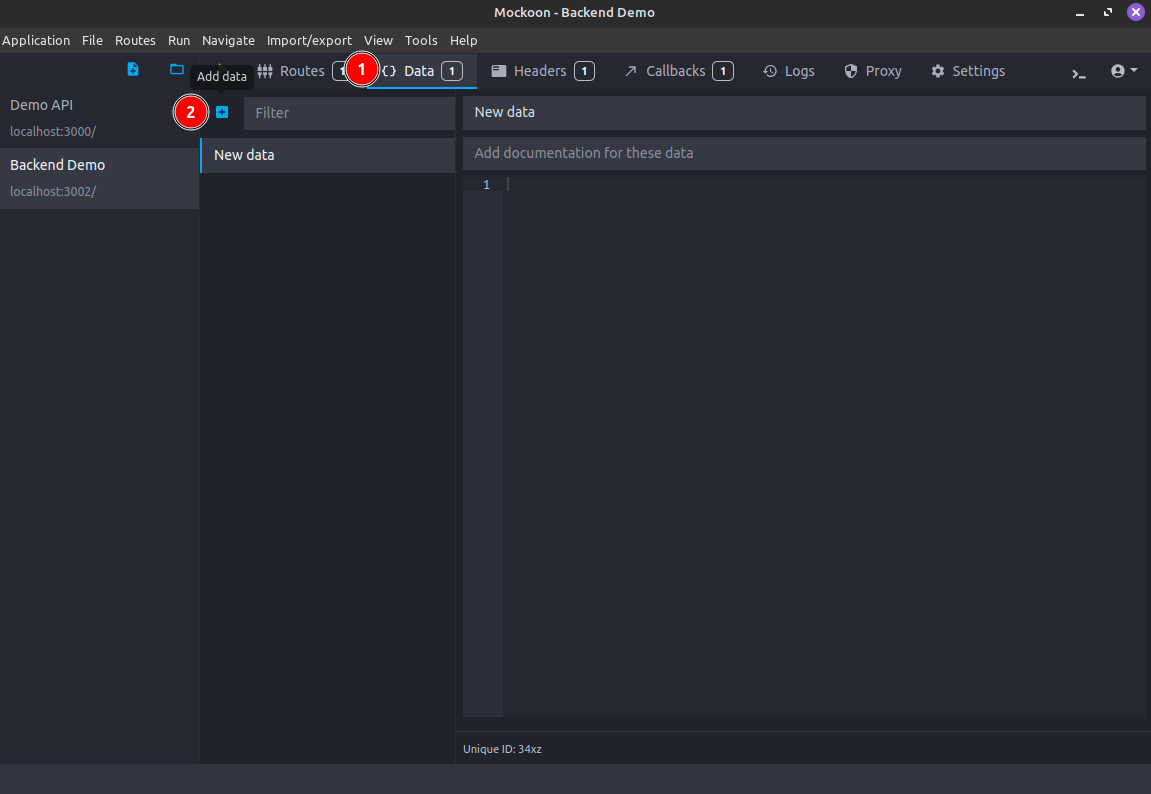 Mockoon - Backend Demo
Application File Routes Run Navigate Import/export View Tools Help
Routes 1 Data 1 Headers 1 Callbacks 1 Logs Proxy Settings
Add data
1
2
Filter
Demo API
localhost:3000/
Backend Demo
localhost:3002/
New data
New data
Add documentation for these data
1
Unique ID: 34xz